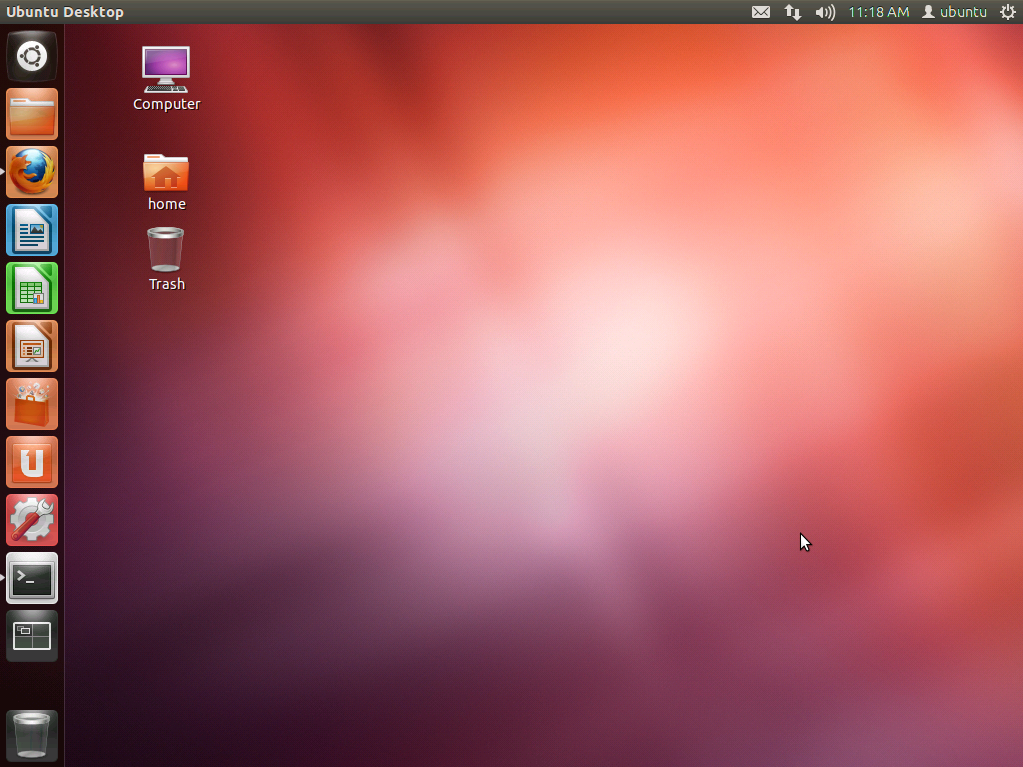 Ubuntu Desktop
11:18 AM
ubuntu
Computer
home
Trash